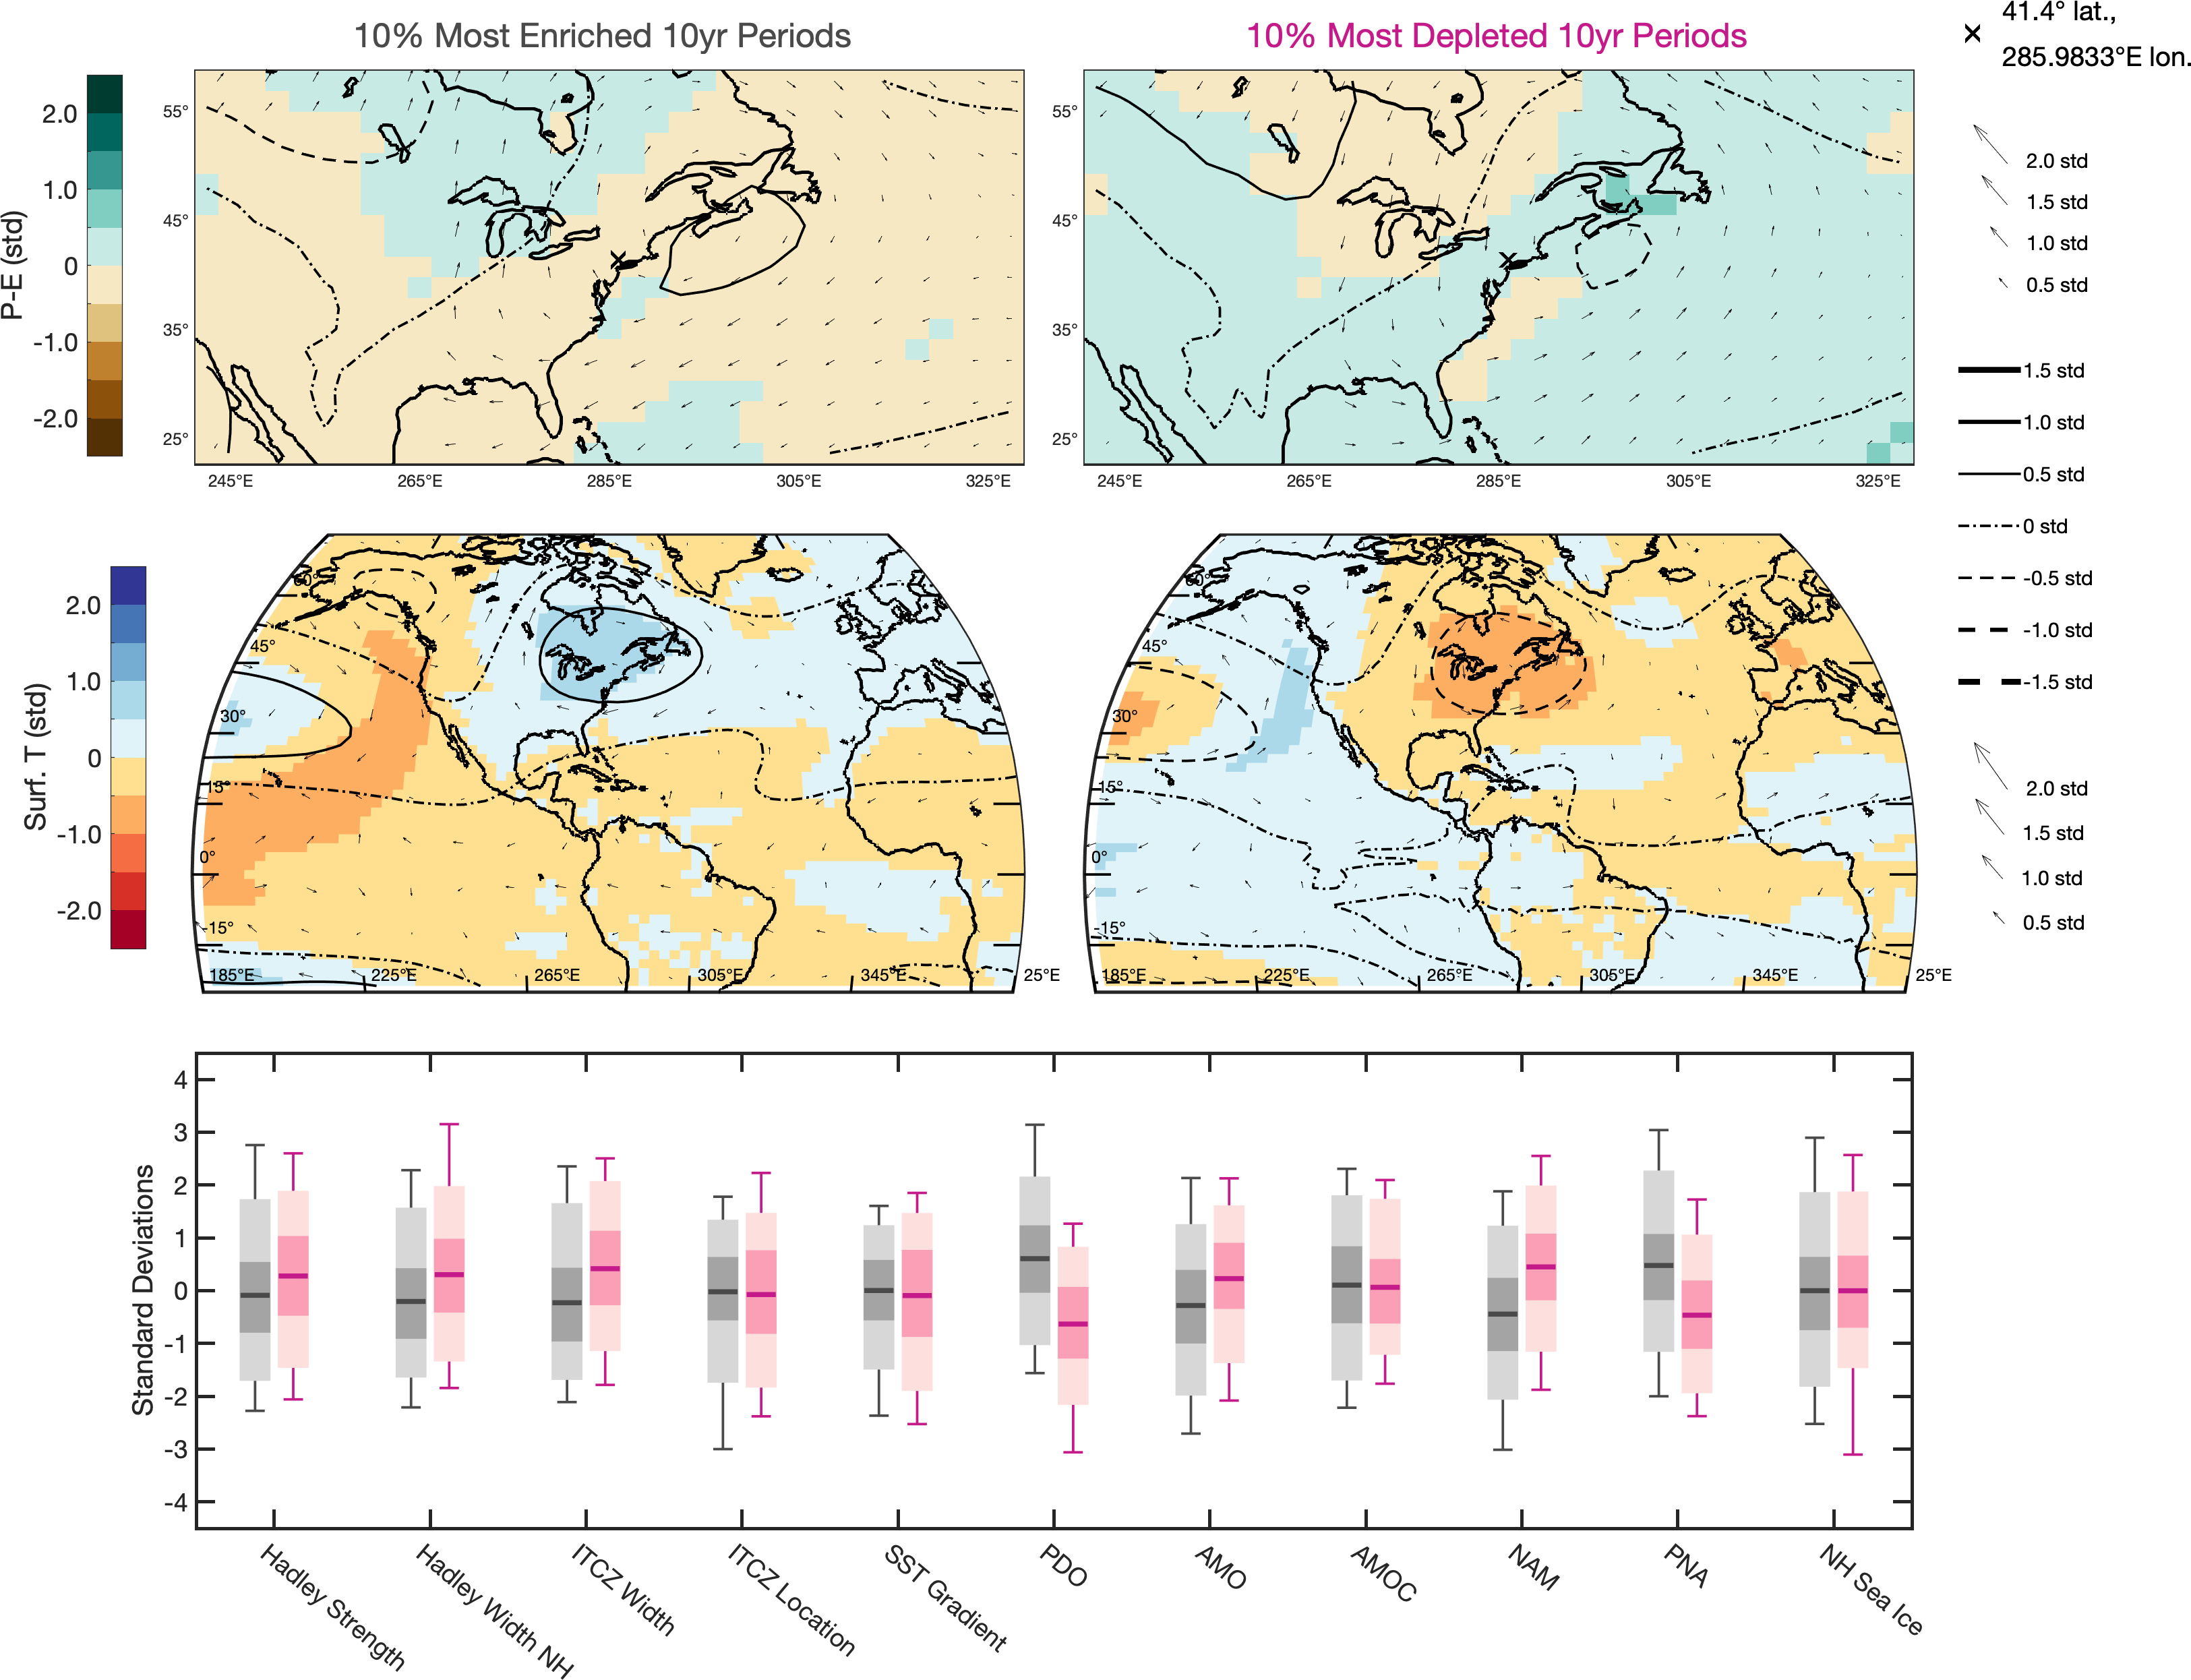 10% Most Enriched 10yr Periods
10% Most Depleted 10yr Periods
41.4° lat.,
285.9833°E lon.
P-E (std)
2.0
1.0
0
-1.0
-2.0
55°
45°
35°
25°
245°E
265°E
285°E
305°E
325°E
55°
45°
35°
25°
245°E
265°E
285°E
305°E
325°E
2.0 std
1.5 std
1.0 std
0.5 std
1.5 std
1.0 std
0.5 std
0 std
-0.5 std
-1.0 std
-1.5 std
2.0 std
1.5 std
1.0 std
0.5 std
Surf. T (std)
2.0
1.0
0
-1.0
-2.0
60°
45°
30°
15°
0°
-15°
185°E
225°E
265°E
305°E
345°E
25°E
60°
45°
30°
15°
0°
-15°
185°E
225°E
265°E
305°E
345°E
25°E
Standard Deviations
4
3
2
1
0
-1
-2
-3
-4
Hadley Strength
Hadley Width NH
ITCZ Width
ITCZ Location
SST Gradient
PDO
AMO
AMOC
NAM
PNA
NH Sea Ice